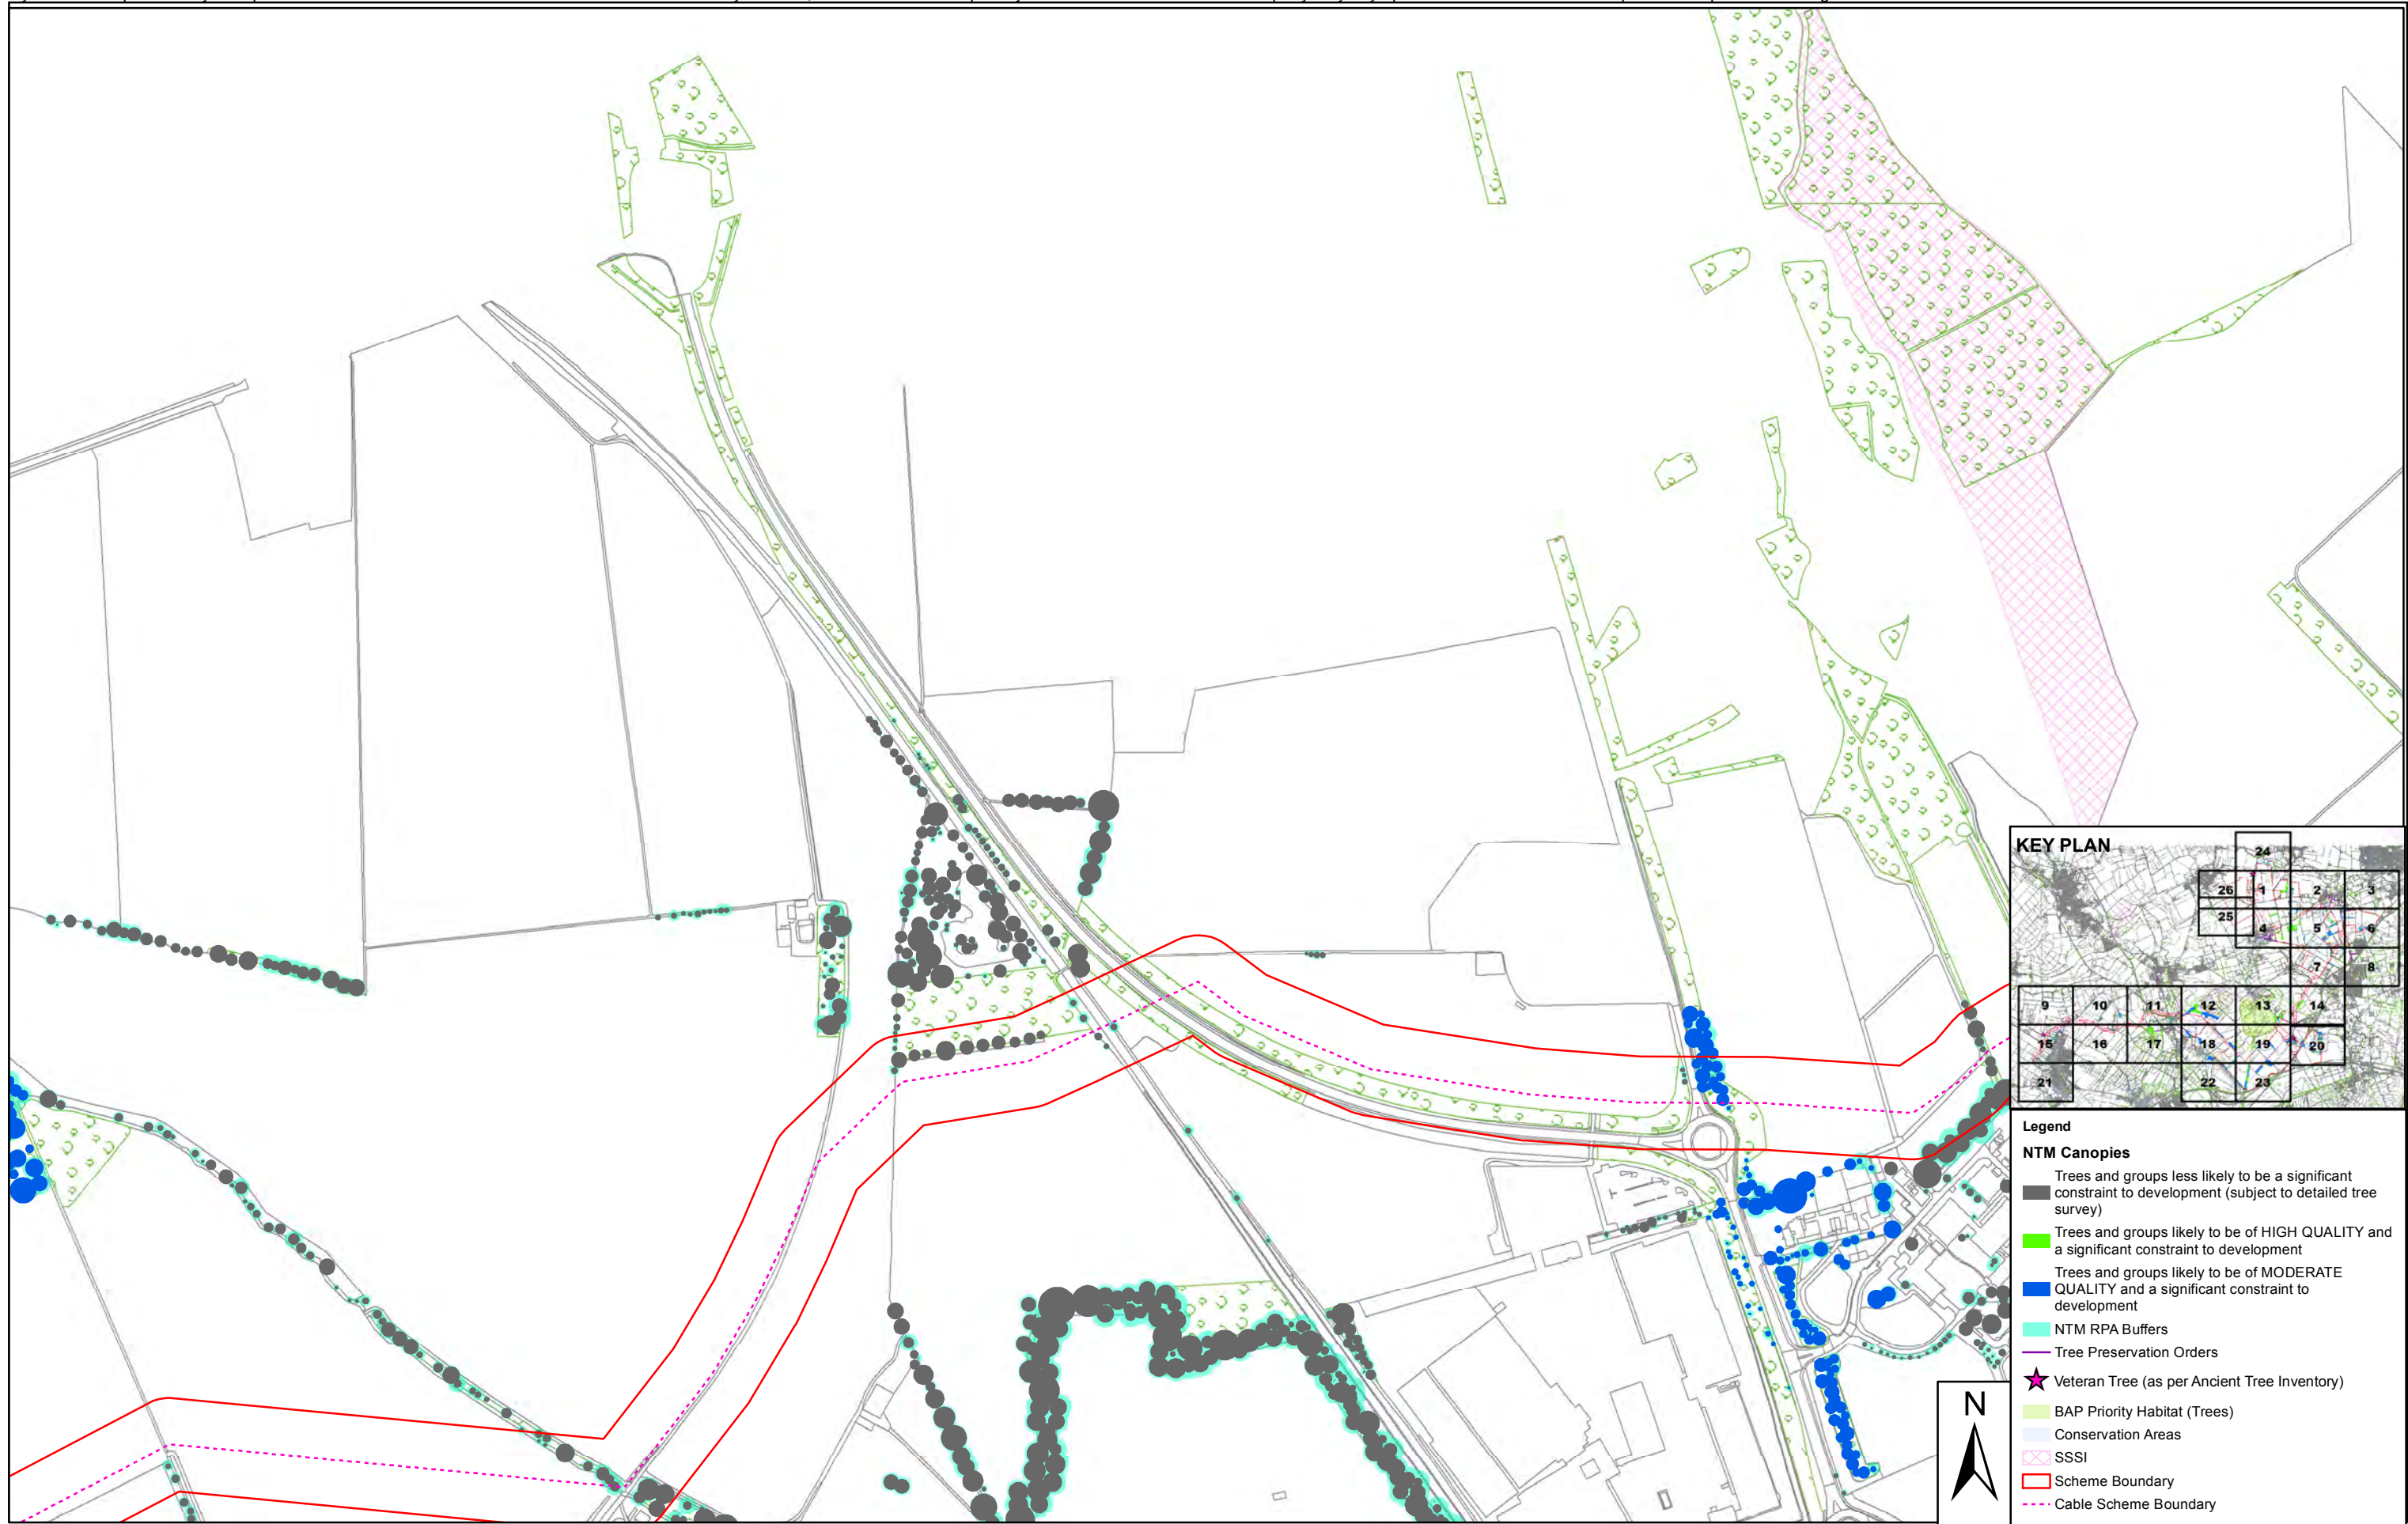 KEY PLAN
24
26 1 2 3
25 4 5 6
7 8
9 10 11 12 13 14
15 16 17 18 19 20
21 22 23
Legend
NTM Canopies
Trees and groups less likely to be a significant
constraint to development (subject to detailed tree
survey)
Trees and groups likely to be of HIGH QUALITY and
a significant constraint to development
Trees and groups likely to be of MODERATE
QUALITY and a significant constraint to
development
NTM RPA Buffers
Tree Preservation Orders
Veteran Tree (as per Ancient Tree Inventory)
BAP Priority Habitat (Trees)
Conservation Areas
SSSI
Scheme Boundary
Cable Scheme Boundary
N